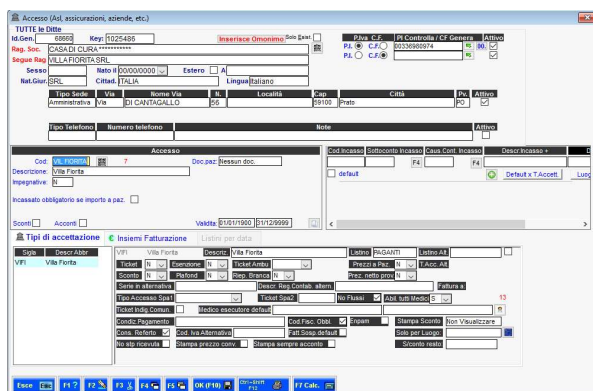 Accesso (Asl, assicurazioni, aziende, etc.)
TUTTE le Ditte
Id.Gen. 68660 Key: 1025486 Inserisce Omonimo Solo Esist. P.Iva C.F. PI Controlla / CF Genera Attivo
Rag. Soc. CASA DI CURA *********** P.I. C.F. 00336980974 00.
Segue Rag VILLA FIORITA SRL P.I. C.F.
Sesso Nato il 00/00/0000 Estero A
Nat.Giur. SRL Cittad. ITALIA Lingua Italiano
Tipo Sede Via Nome Via N. Località Cap Città Pv. Attivo
Amministrativa Via DI CANTAGALLO 56 59100 Prato PO
Tipo Telefono Numero telefono Note Attivo
Accesso
Cod: VIL FIORITA 7 Doc.paz: Nessun doc.
Descrizione: Villa Fiorita
Impegnative: N
Incassato obbligatorio se importo a paz.
Sconti Acconti Validita: 01/01/1900 31/12/9999
Cod.Incasso Sottoconto Incasso Caus.Cont. Incasso Descr.Incasso + D
F4 F4
default Default x T.Accett. Luog
Tipi di accettazione Insiemi Fatturazione Listini per data
Sigla Descr Abbr
VIFI Villa Fiorita
VIFI Villa Fiorita Descriz. Villa Fiorita Listino PAGANTI Listino Alt.
Ticket N Esenzione N Ticket Ambu Prezzi a Paz. N T.Acc. Alt.
Sconto N Plafond N Riep. Branca N Prez. netto prov N
Serie in alternativa Descr. Reg.Contab. altern. Fattura a:
Tipo Accesso Spa1 Ticket Spa2 No Flussi Abil. tutti Medici S 13
Ticket Indig.Comun. Medico esecutore default
Condiz.Pagamento Cod.Fisc. Obbl. Enpam Stampa Sconto Non Visualizzare
Cons. Referto Cod. Iva Alternativa Fatt.Sosp.default Solo per Luogo:
No stp ricevuta Stampa prezzo conv. Stampa sempre acconto S/conto resto:
Esce F1 ? F2 F3 F4 F5 OK (F10) Ctrl+Shift F12 F7 Calc.